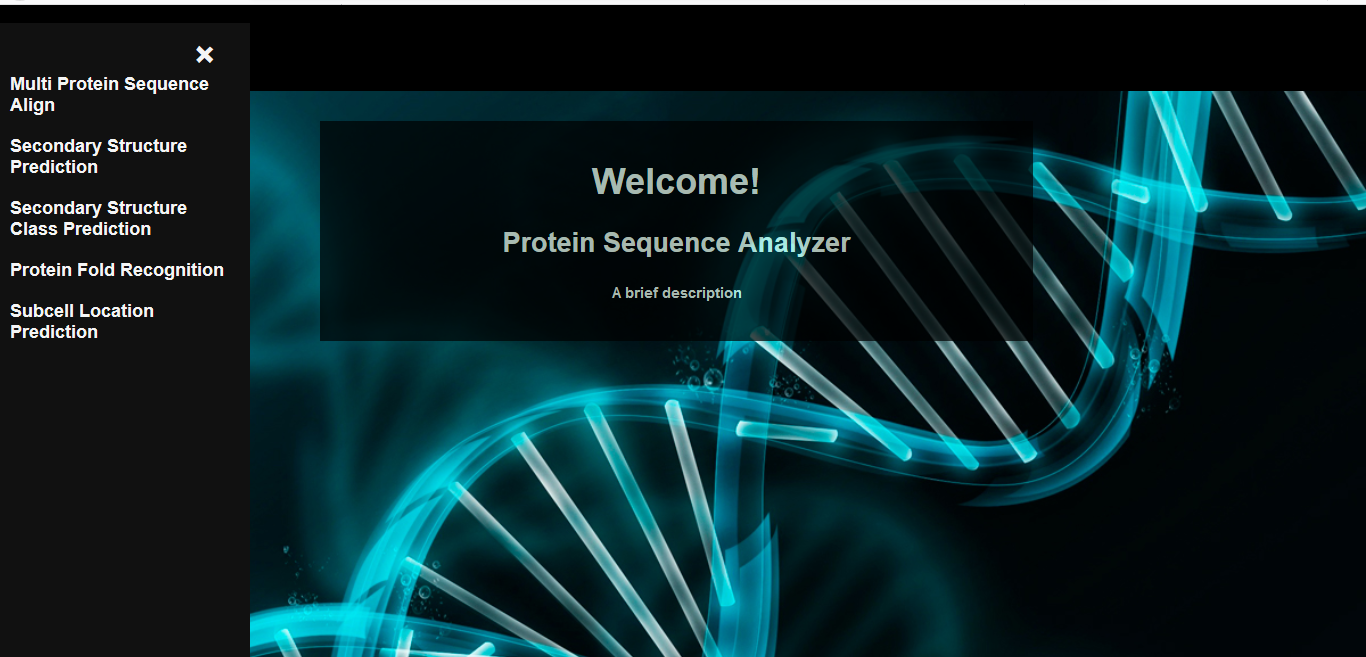 ×
Multi Protein Sequence
Align
Secondary Structure
Prediction
Secondary Structure
Class Prediction
Protein Fold Recognition
Subcell Location
Prediction
Welcome!
Protein Sequence Analyzer
A brief description